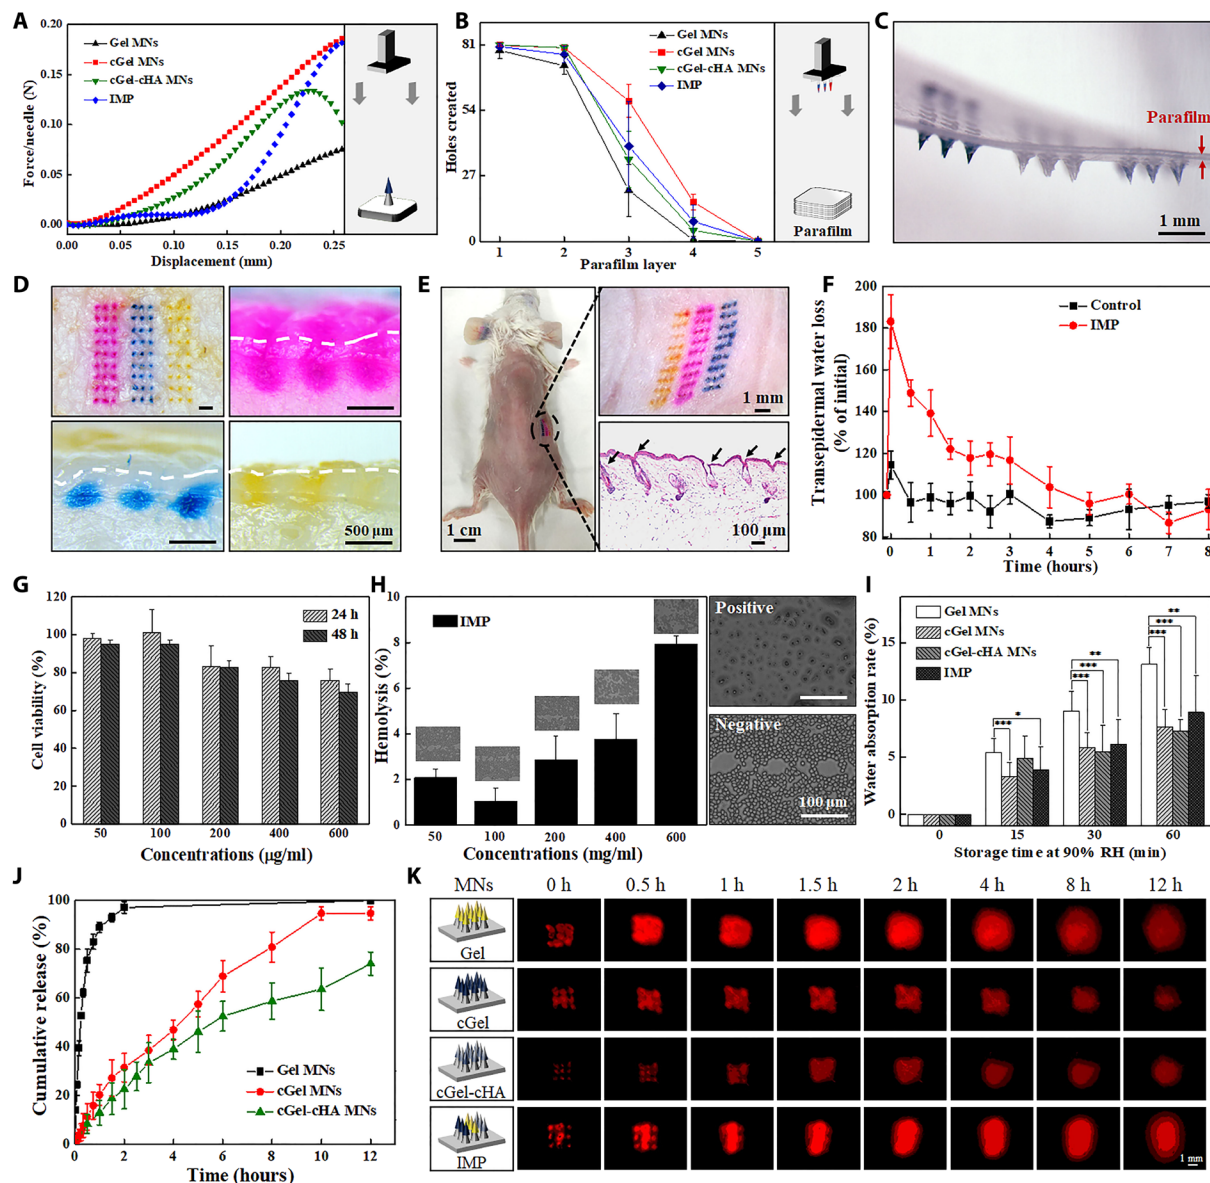 A
Force/needle (N)
0.20
0.15
0.10
0.05
0.00
Gel MNs
cGel MNs
cGel-cHA MNs
IMP
0.00 0.05 0.10 0.15 0.20 0.25
Displacement (mm)
B
Holes created
81
54
27
0
Gel MNs
cGel MNs
cGel-cHA MNs
IMP
1 2 3 4 5
Parafilm layer
Parafilm
C
Parafilm
1 mm
D
500 µm
E
1 cm
1 mm
100 µm
F
Transepidermal water loss
(% of initial)
200
180
160
140
120
100
80
Control
IMP
0 1 2 3 4 5 6 7 8
Time (hours)
G
Cell viability (%)
120
100
80
60
40
20
0
24 h
48 h
50 100 200 400 600
Concentrations (µg/ml)
H
Hemolysis (%)
10
8
6
4
2
0
IMP
50 100 200 400 600
Concentrations (mg/ml)
Positive
Negative
100 µm
I
Water absorption rate (%)
15
10
5
0
Gel MNs
cGel MNs
cGel-cHA MNs
IMP
*** *
** *** ***
** *** ***
0 15 30 60
Storage time at 90% RH (min)
J
Cumulative release (%)
100
80
60
40
20
0
Gel MNs
cGel MNs
cGel-cHA MNs
0 2 4 6 8 10 12
Time (hours)
K
MNs 0 h 0.5 h 1 h 1.5 h 2 h 4 h 8 h 12 h
Gel
cGel
cGel-cHA
IMP
1 mm